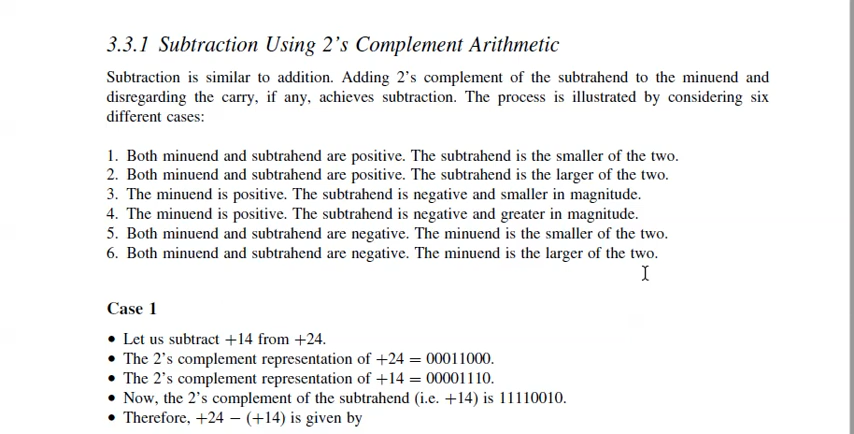 3.3.1 Subtraction Using 2's Complement Arithmetic
Subtraction is similar to addition. Adding 2's complement of the subtrahend to the minuend and
disregarding the carry, if any, achieves subtraction. The process is illustrated by considering six
different cases:
1. Both minuend and subtrahend are positive. The subtrahend is the smaller of the two.
2. Both minuend and subtrahend are positive. The subtrahend is the larger of the two.
3. The minuend is positive. The subtrahend is negative and smaller in magnitude.
4. The minuend is positive. The subtrahend is negative and greater in magnitude.
5. Both minuend and subtrahend are negative. The minuend is the smaller of the two.
6. Both minuend and subtrahend are negative. The minuend is the larger of the two.
Case 1
• Let us subtract +14 from +24.
• The 2's complement representation of +24 = 00011000.
• The 2's complement representation of +14 = 00001110.
• Now, the 2's complement of the subtrahend (i.e. +14) is 11110010.
• Therefore, +24 − (+14) is given by